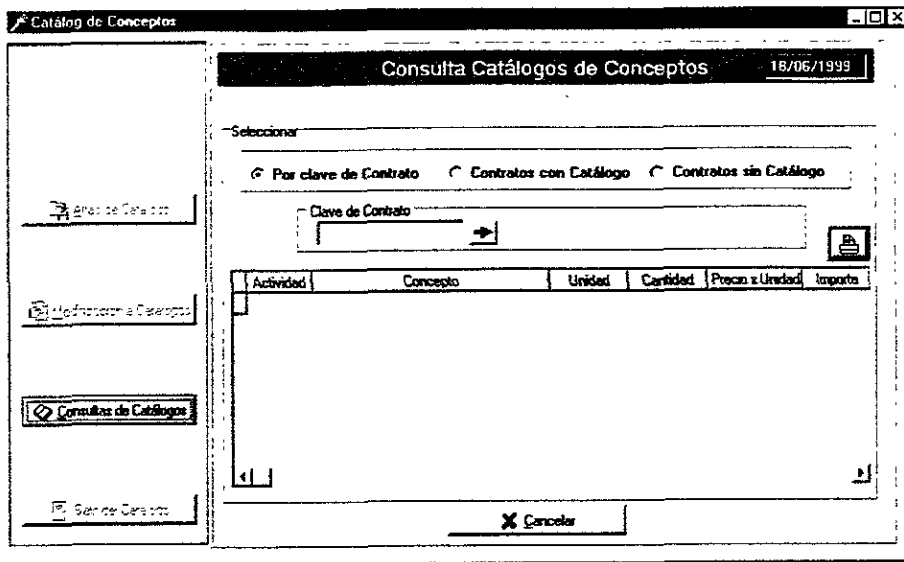 Catálog de Conceptos
Consulta Catálogos de Conceptos 18/06/1999
Seleccionar
Por clave de Contrato Contratos con Catálogo Contratos sin Catálogo
Clave de Contrato
Actividad Concepto Unidad Cantidad Precio x Unidad Importe
Consultas de Catálogos
Cancelar